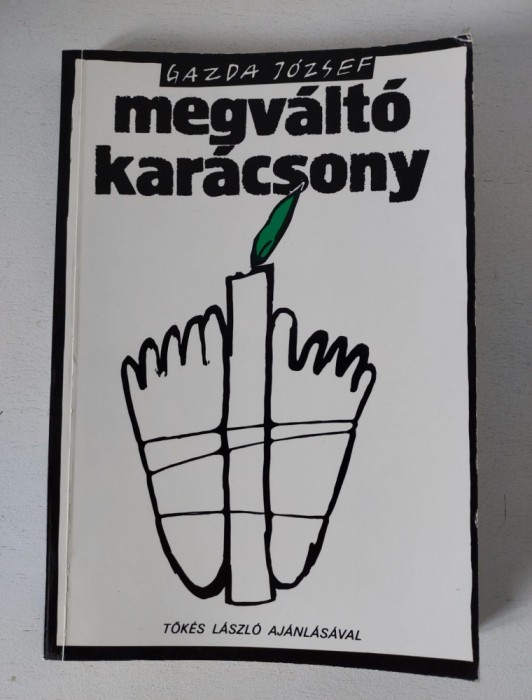 GAZDA JÓZSEF
megváltó
karácsony
TŐKÉS LÁSZLÓ AJÁNLÁSÁVAL